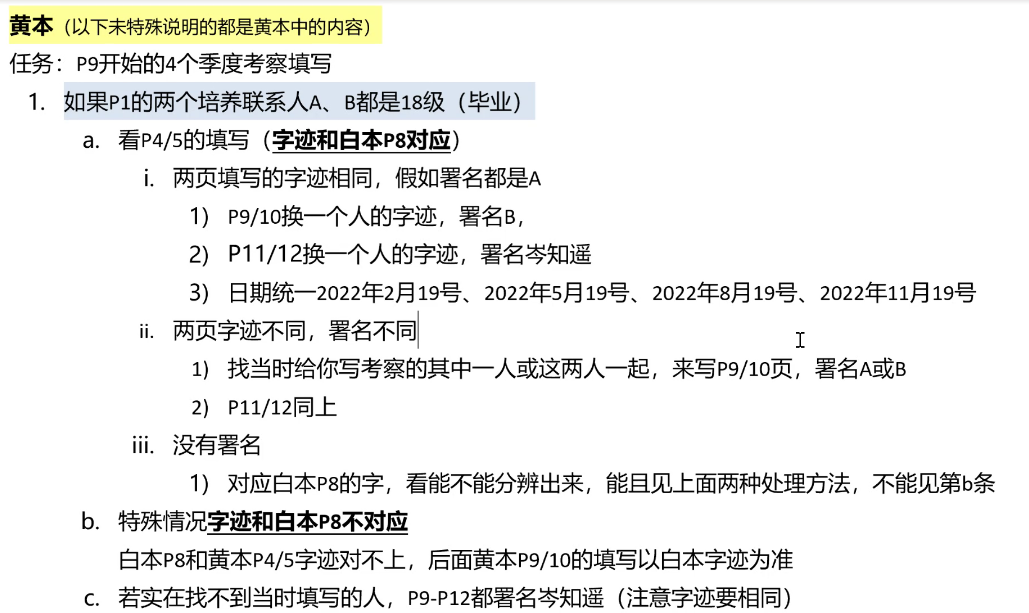 黄本（以下未特殊说明的都是黄本中的内容）
任务：P9开始的4个季度考察填写
1. 如果P1的两个培养联系人A、B都是18级（毕业）
a. 看P4/5的填写（字迹和白本P8对应）
i. 两页填写的字迹相同，假如署名都是A
1) P9/10换一个人的字迹，署名B，
2) P11/12换一个人的字迹，署名岑知遥
3) 日期统一2022年2月19号、2022年5月19号、2022年8月19号、2022年11月19号
ii. 两页字迹不同，署名不同
1) 找当时给你写考察的其中一人或这两人一起，来写P9/10页，署名A或B
2) P11/12同上
iii. 没有署名
1) 对应白本P8的字，看能不能分辨出来，能且见上面两种处理方法，不能见第b条
b. 特殊情况字迹和白本P8不对应
白本P8和黄本P4/5字迹对不上，后面黄本P9/10的填写以白本字迹为准
c. 若实在找不到当时填写的人，P9-P12都署名岑知遥（注意字迹要相同）